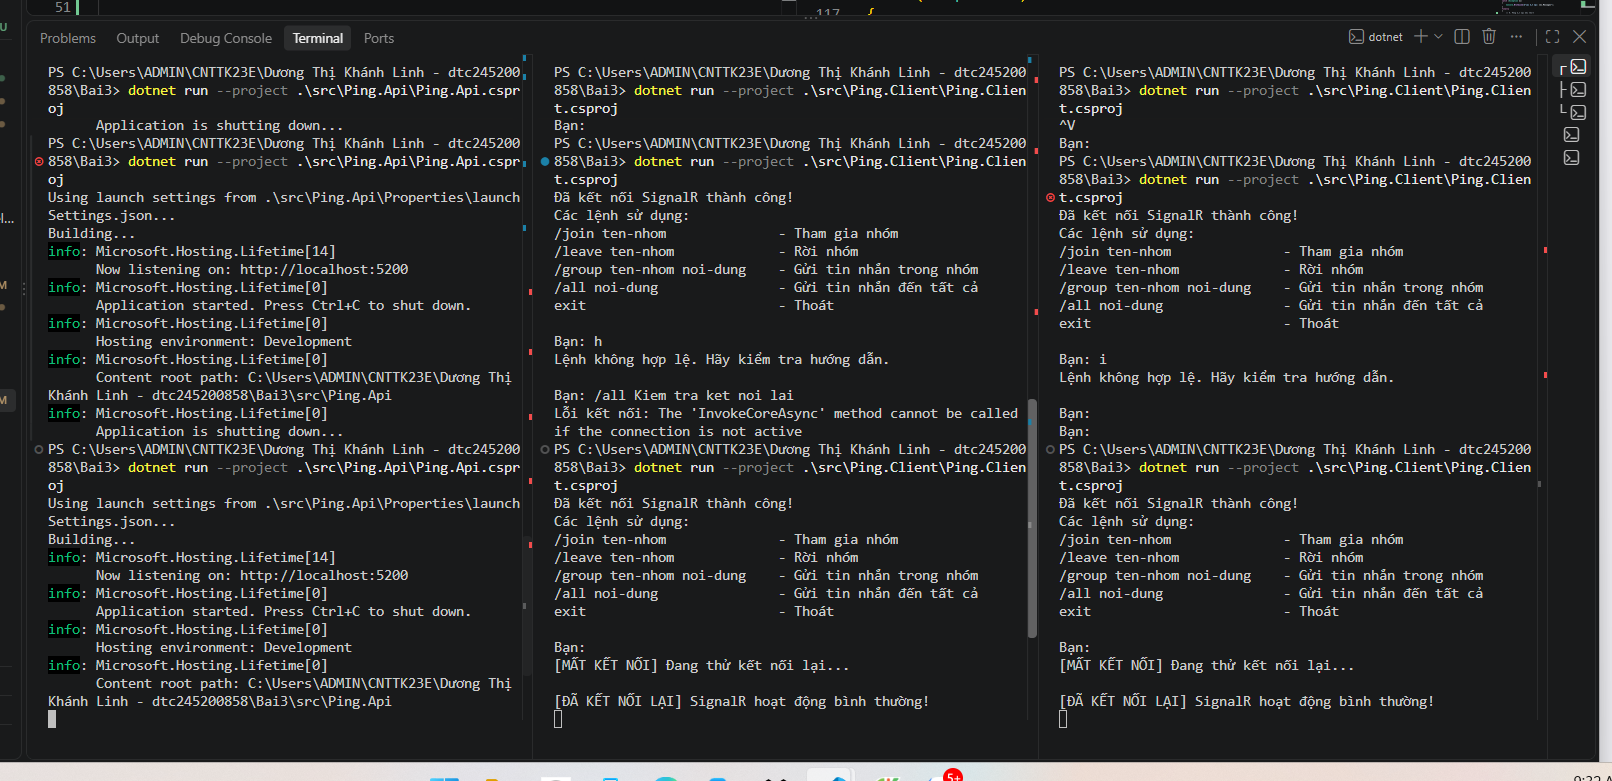 51
117
{
U
Problems
Output
Debug Console
Terminal
Ports
dotnet
PS C:\Users\ADMIN\CNTTK23E\Dương Thị Khánh Linh - dtc245200
858\Bai3> dotnet run --project .\src\Ping.Api\Ping.Api.cspr
oj
Application is shutting down...
PS C:\Users\ADMIN\CNTTK23E\Dương Thị Khánh Linh - dtc245200
858\Bai3> dotnet run --project .\src\Ping.Api\Ping.Api.cspr
oj
Using launch settings from .\src\Ping.Api\Properties\launch
Settings.json...
Building...
info: Microsoft.Hosting.Lifetime[14]
Now listening on: http://localhost:5200
info: Microsoft.Hosting.Lifetime[0]
Application started. Press Ctrl+C to shut down.
info: Microsoft.Hosting.Lifetime[0]
Hosting environment: Development
info: Microsoft.Hosting.Lifetime[0]
Content root path: C:\Users\ADMIN\CNTTK23E\Dương Thị
Khánh Linh - dtc245200858\Bai3\src\Ping.Api
info: Microsoft.Hosting.Lifetime[0]
Application is shutting down...
PS C:\Users\ADMIN\CNTTK23E\Dương Thị Khánh Linh - dtc245200
858\Bai3> dotnet run --project .\src\Ping.Api\Ping.Api.cspr
oj
Using launch settings from .\src\Ping.Api\Properties\launch
Settings.json...
Building...
info: Microsoft.Hosting.Lifetime[14]
Now listening on: http://localhost:5200
info: Microsoft.Hosting.Lifetime[0]
Application started. Press Ctrl+C to shut down.
info: Microsoft.Hosting.Lifetime[0]
Hosting environment: Development
info: Microsoft.Hosting.Lifetime[0]
Content root path: C:\Users\ADMIN\CNTTK23E\Dương Thị
Khánh Linh - dtc245200858\Bai3\src\Ping.Api
PS C:\Users\ADMIN\CNTTK23E\Dương Thị Khánh Linh - dtc245200
858\Bai3> dotnet run --project .\src\Ping.Client\Ping.Clien
t.csproj
Bạn:
PS C:\Users\ADMIN\CNTTK23E\Dương Thị Khánh Linh - dtc245200
858\Bai3> dotnet run --project .\src\Ping.Client\Ping.Clien
t.csproj
Đã kết nối SignalR thành công!
Các lệnh sử dụng:
/join ten-nhom - Tham gia nhóm
/leave ten-nhom - Rời nhóm
/group ten-nhom noi-dung - Gửi tin nhắn trong nhóm
/all noi-dung - Gửi tin nhắn đến tất cả
exit - Thoát
Bạn: h
Lệnh không hợp lệ. Hãy kiểm tra hướng dẫn.
Bạn: /all Kiem tra ket noi lai
Lỗi kết nối: The 'InvokeCoreAsync' method cannot be called
if the connection is not active
PS C:\Users\ADMIN\CNTTK23E\Dương Thị Khánh Linh - dtc245200
858\Bai3> dotnet run --project .\src\Ping.Client\Ping.Clien
t.csproj
Đã kết nối SignalR thành công!
Các lệnh sử dụng:
/join ten-nhom - Tham gia nhóm
/leave ten-nhom - Rời nhóm
/group ten-nhom noi-dung - Gửi tin nhắn trong nhóm
/all noi-dung - Gửi tin nhắn đến tất cả
exit - Thoát
Bạn:
[MẤT KẾT NỐI] Đang thử kết nối lại...
[ĐÃ KẾT NỐI LẠI] SignalR hoạt động bình thường!
PS C:\Users\ADMIN\CNTTK23E\Dương Thị Khánh Linh - dtc245200
858\Bai3> dotnet run --project .\src\Ping.Client\Ping.Clien
t.csproj
^V
Bạn:
PS C:\Users\ADMIN\CNTTK23E\Dương Thị Khánh Linh - dtc245200
858\Bai3> dotnet run --project .\src\Ping.Client\Ping.Clien
t.csproj
Đã kết nối SignalR thành công!
Các lệnh sử dụng:
/join ten-nhom - Tham gia nhóm
/leave ten-nhom - Rời nhóm
/group ten-nhom noi-dung - Gửi tin nhắn trong nhóm
/all noi-dung - Gửi tin nhắn đến tất cả
exit - Thoát
Bạn: i
Lệnh không hợp lệ. Hãy kiểm tra hướng dẫn.
Bạn:
Bạn:
PS C:\Users\ADMIN\CNTTK23E\Dương Thị Khánh Linh - dtc245200
858\Bai3> dotnet run --project .\src\Ping.Client\Ping.Clien
t.csproj
Đã kết nối SignalR thành công!
Các lệnh sử dụng:
/join ten-nhom - Tham gia nhóm
/leave ten-nhom - Rời nhóm
/group ten-nhom noi-dung - Gửi tin nhắn trong nhóm
/all noi-dung - Gửi tin nhắn đến tất cả
exit - Thoát
Bạn:
[MẤT KẾT NỐI] Đang thử kết nối lại...
[ĐÃ KẾT NỐI LẠI] SignalR hoạt động bình thường!
5+